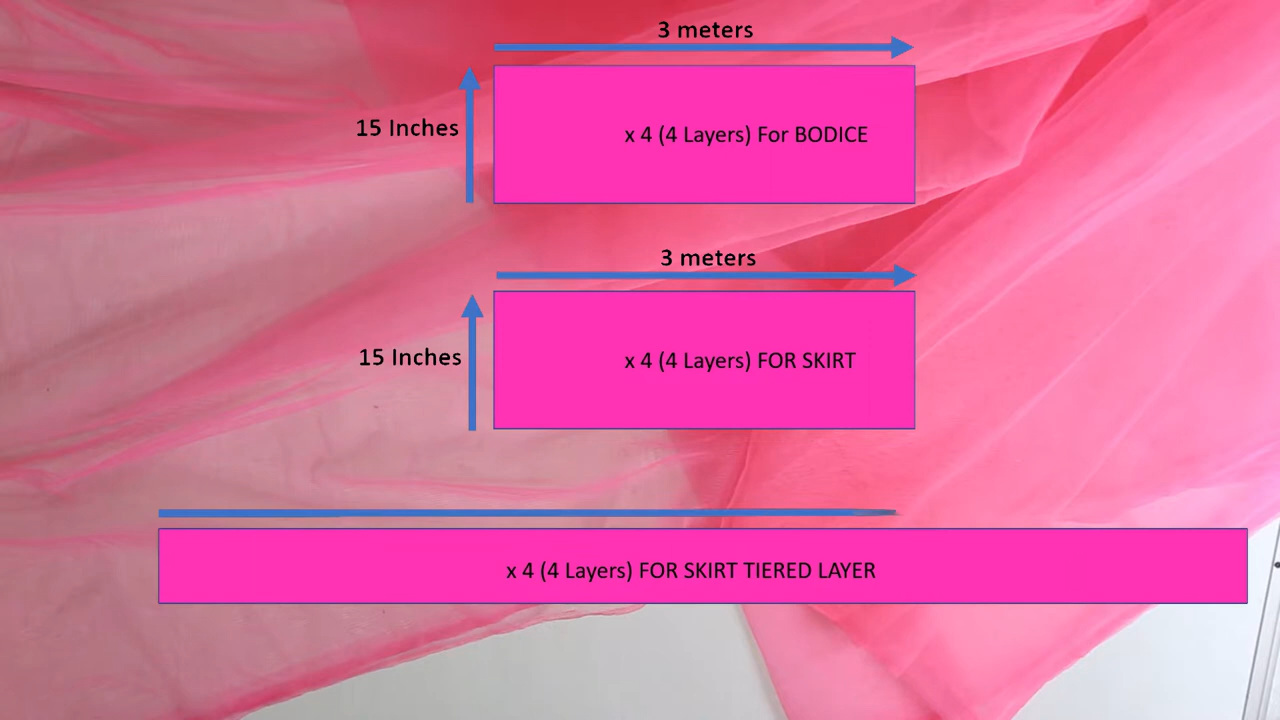 3 meters
15 Inches
x 4 (4 Layers) For BODICE
3 meters
15 Inches
x 4 (4 Layers) FOR SKIRT
x 4 (4 Layers) FOR SKIRT TIERED LAYER